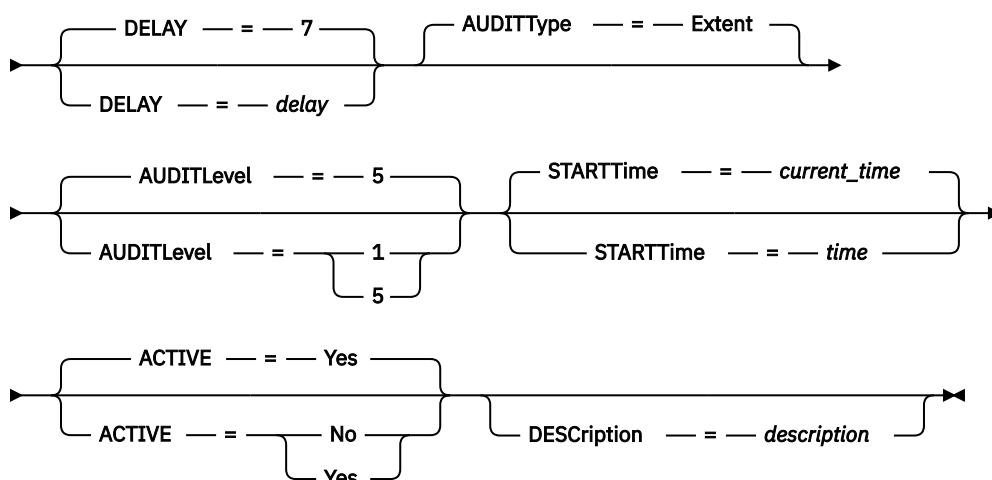 DELAY = 7 AUDITType = Extent
DELAY = delay
AUDITLevel = 5 STARTTime = current_time
AUDITLevel = 1 STARTTime = time
5
ACTIVE = Yes
ACTIVE = No DESCription = description
Yes